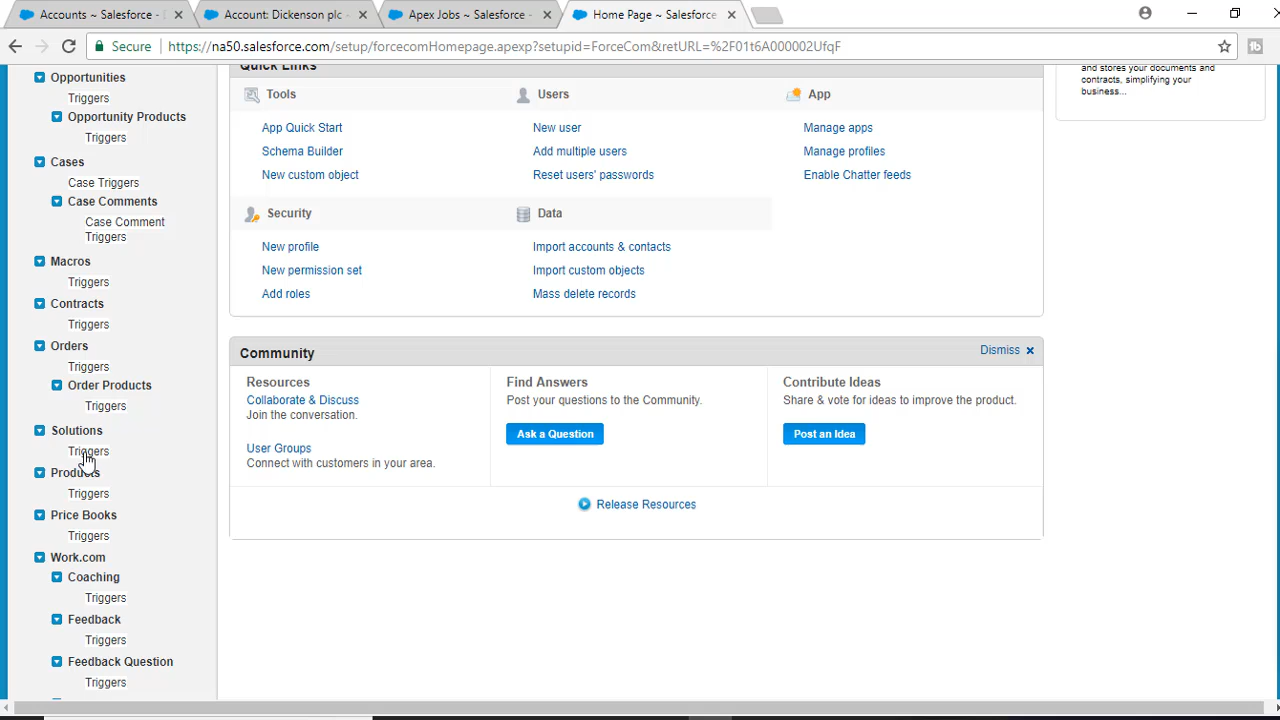 Accounts ~ Salesforce - D
Account: Dickenson plc ~
Apex Jobs ~ Salesforce -
Home Page ~ Salesforce
Secure
https://na50.salesforce.com/setup/forcecomHomepage.apexp?setupid=ForceCom&retURL=%2F01t6A000002UfqF
Opportunities
Triggers
Opportunity Products
Triggers
Cases
Case Triggers
Case Comments
Case Comment
Triggers
Macros
Triggers
Contracts
Triggers
Orders
Triggers
Order Products
Triggers
Solutions
Triggers
Products
Triggers
Price Books
Triggers
Work.com
Coaching
Triggers
Feedback
Triggers
Feedback Question
Triggers
Quick Links
Tools
App Quick Start
Schema Builder
New custom object
Users
New user
Add multiple users
Reset users' passwords
App
Manage apps
Manage profiles
Enable Chatter feeds
Security
New profile
New permission set
Add roles
Data
Import accounts & contacts
Import custom objects
Mass delete records
Community
Dismiss
Resources
Collaborate & Discuss
Join the conversation.
User Groups
Connect with customers in your area.
Find Answers
Post your questions to the Community.
Ask a Question
Contribute Ideas
Share & vote for ideas to improve the product.
Post an Idea
Release Resources
and stores your documents and
contracts, simplifying your
business...